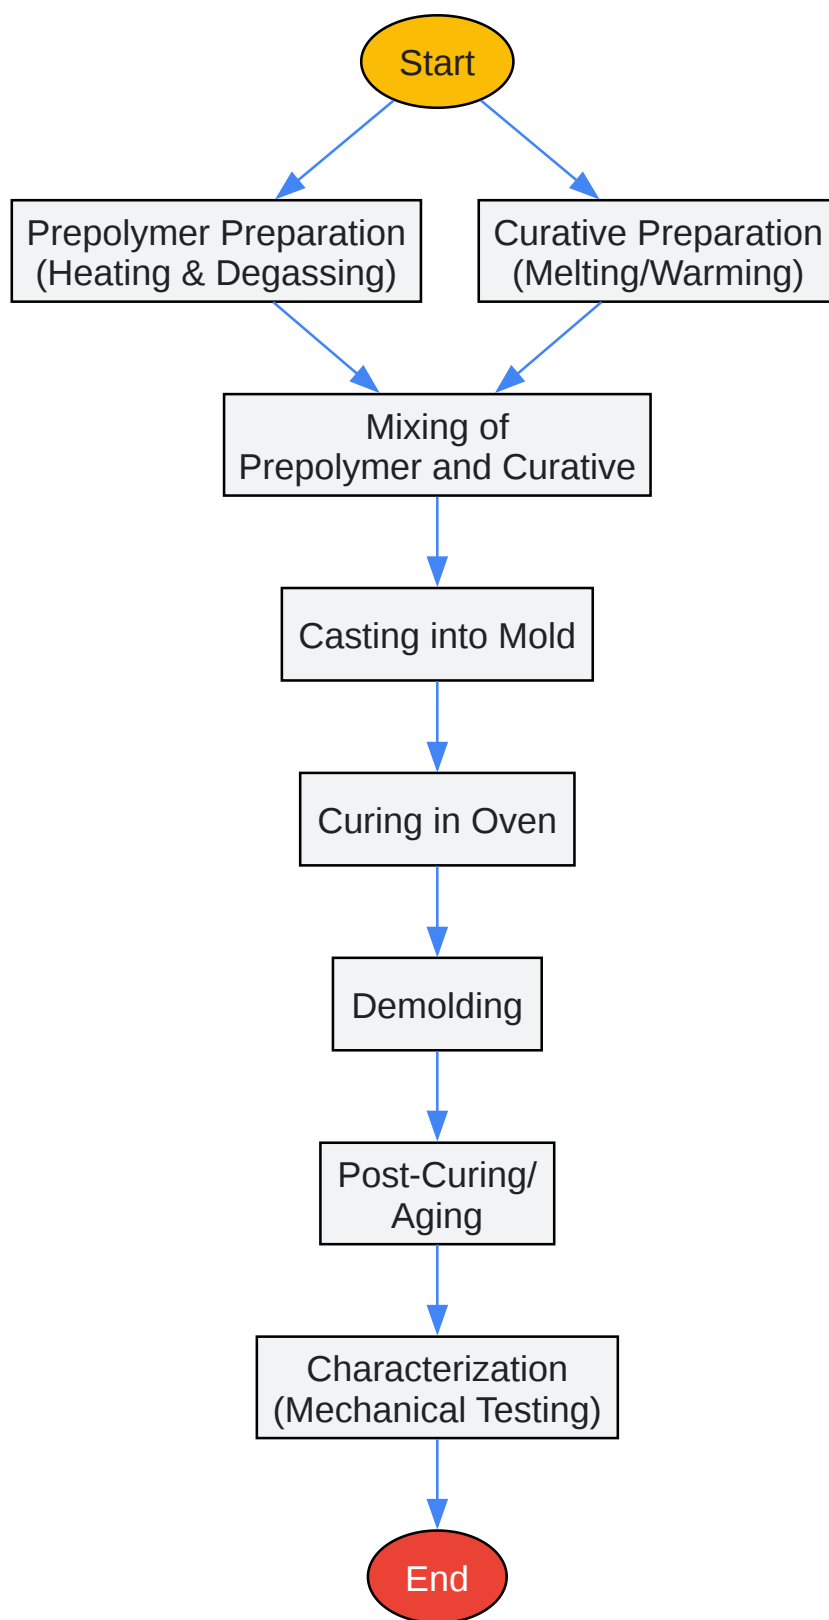 Start
Prepolymer Preparation
(Heating & Degassing)
Curative Preparation
(Melting/Warming)
Mixing of
Prepolymer and Curative
Casting into Mold
Curing in Oven
Demolding
Post-Curing/
Aging
Characterization
(Mechanical Testing)
End